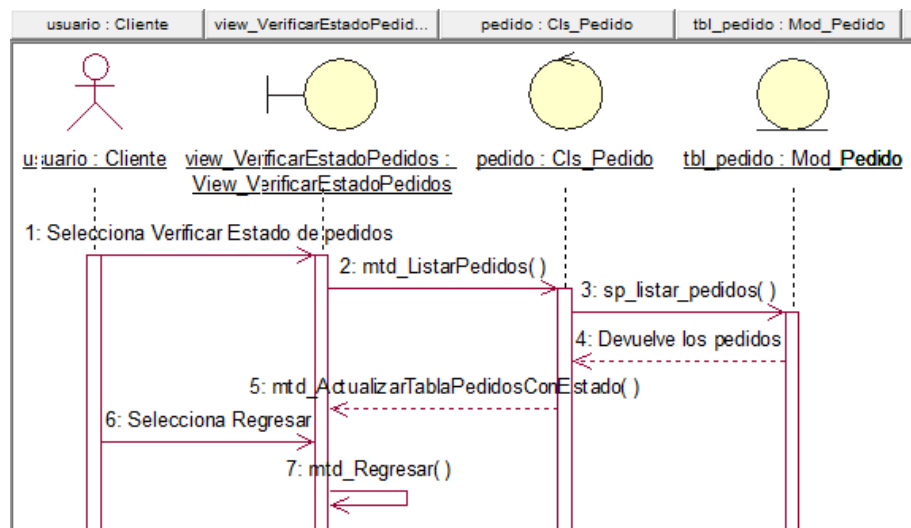 usuario : Cliente
view_VerificarEstadoPedid...
pedido : Cls_Pedido
tbl_pedido : Mod_Pedido
usuario : Cliente
view_VerificarEstadoPedidos :
View_VerificarEstadoPedidos
pedido : Cls_Pedido
tbl_pedido : Mod_Pedido
1: Selecciona Verificar Estado de pedidos
2: mtd_ListarPedidos( )
3: sp_listar_pedidos( )
4: Devuelve los pedidos
5: mtd_ActualizarTablaPedidosConEstado( )
6: Selecciona Regresar
7: mtd_Regresar( )